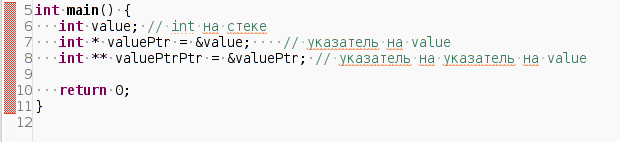 5 int main() {
6 int value; // int на стеке
7 int * valuePtr = &value; // указатель на value
8 int ** valuePtrPtr = &valuePtr; // указатель на указатель на value
9
10 return 0;
11 }
12